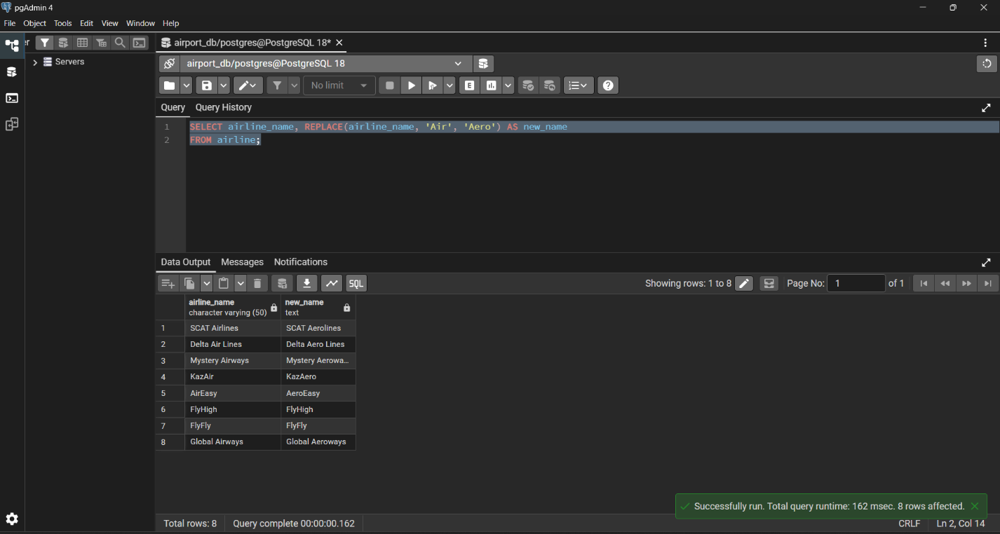 pgAdmin 4
File Object Tools Edit View Window Help
er
airport_db/postgres@PostgreSQL 18*
Servers
airport_db/postgres@PostgreSQL 18
No limit
E
Query Query History
1 SELECT airline_name, REPLACE(airline_name, 'Air', 'Aero') AS new_name
2 FROM airline;
Data Output Messages Notifications
SQL Showing rows: 1 to 8 Page No: 1 of 1
airline_name new_name
character varying (50) text
1 SCAT Airlines SCAT Aerolines
2 Delta Air Lines Delta Aero Lines
3 Mystery Airways Mystery Aerowa...
4 KazAir KazAero
5 AirEasy AeroEasy
6 FlyHigh FlyHigh
7 FlyFly FlyFly
8 Global Airways Global Aeroways
Successfully run. Total query runtime: 162 msec. 8 rows affected.
Total rows: 8 Query complete 00:00:00.162 CRLF Ln 2, Col 14